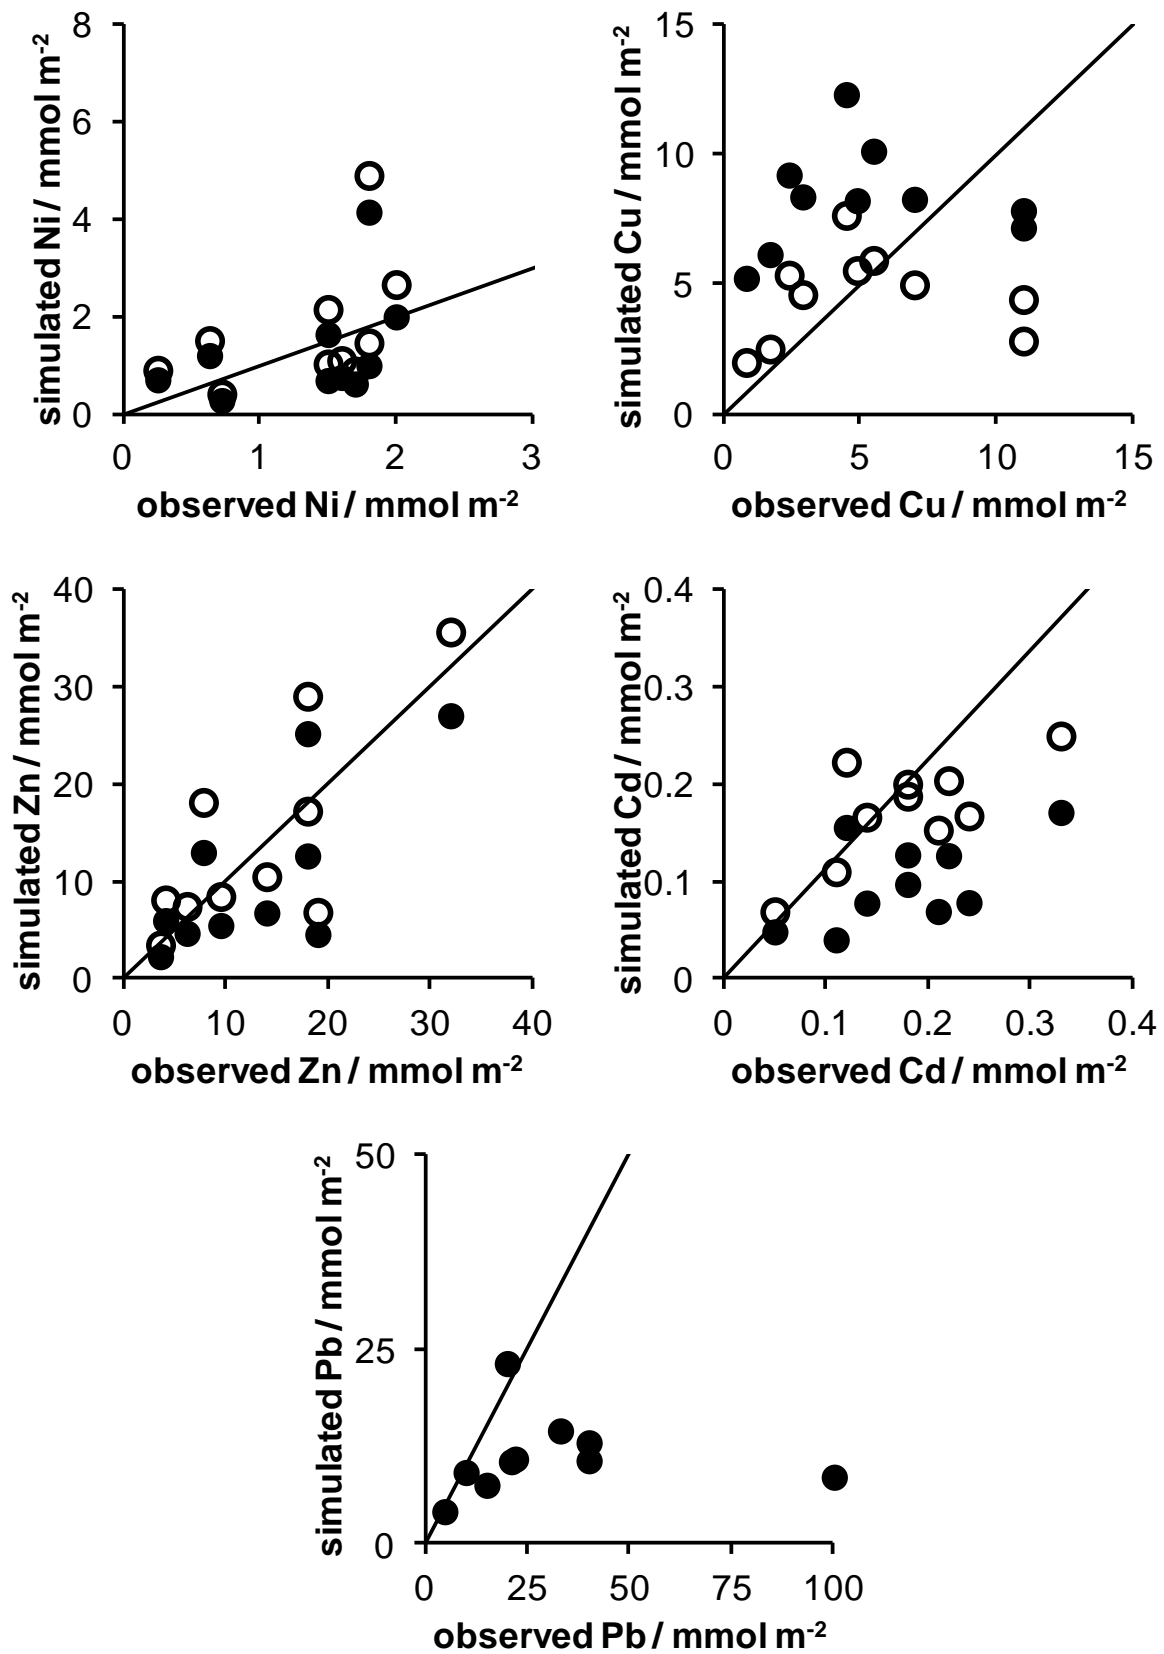 simulated Ni / mmol m-2
8
6
4
2
0
0 1 2 3
observed Ni / mmol m-2
simulated Cu / mmol m-2
15
10
5
0
0 5 10 15
observed Cu / mmol m-2
simulated Zn / mmol m-2
40
30
20
10
0
0 10 20 30 40
observed Zn / mmol m-2
simulated Cd / mmol m-2
0.4
0.3
0.2
0.1
0
0 0.1 0.2 0.3 0.4
observed Cd / mmol m-2
simulated Pb / mmol m-2
50
25
0
0 25 50 75 100
observed Pb / mmol m-2